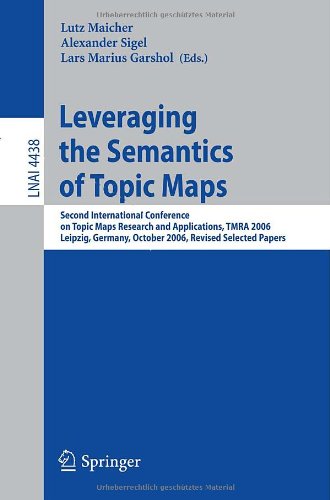 Urheberrechtlich geschütztes Material
Lutz Maicher
Alexander Sigel
Lars Marius Garshol (Eds.)
LNAI 4438
Leveraging
the Semantics
of Topic Maps
Second International Conference
on Topic Maps Research and Applications, TMRA 2006
Leipzig, Germany, October 2006, Revised Selected Papers
Springer
Urheberrechtlich geschütztes Material